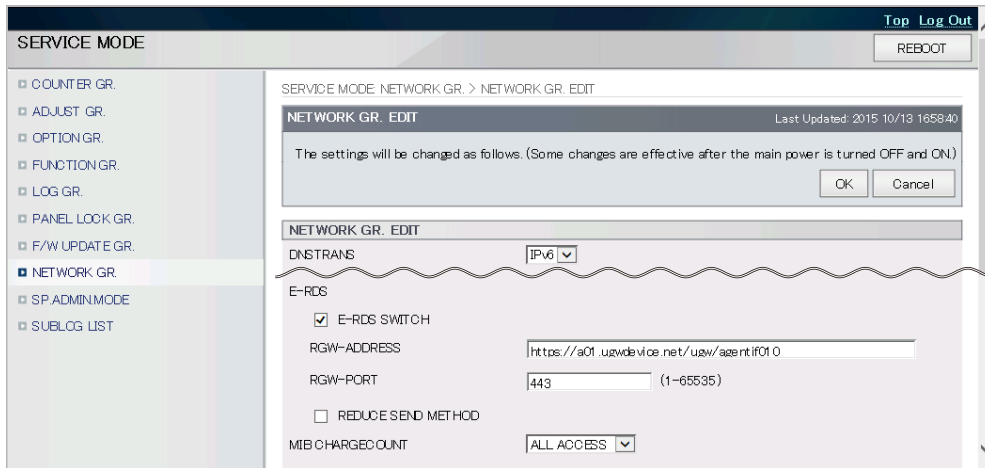 Top Log Out
SERVICE MODE
REBOOT
COUNTER GR.
ADJUST GR.
OPTION GR.
FUNCTION GR.
LOG GR.
PANEL LOCK GR.
F/W UPDATE GR.
NETWORK GR.
SP.ADMIN.MODE
SUBLOG LIST
SERVICE MODE: NETWORK GR. > NETWORK GR. EDIT
NETWORK GR. EDIT Last Updated: 2015 10/13 16:58:40
The settings will be changed as follows. (Some changes are effective after the main power is turned OFF and ON.)
OK Cancel
NETWORK GR. EDIT
DNSTRANS IPv6
E-RDS
E-RDS SWITCH
RGW-ADDRESS https://a01.ugwdevice.net/ugw/agentif010
RGW-PORT 443 (1-65535)
REDUCE SEND METHOD
MIB CHARGECOUNT ALL ACCESS